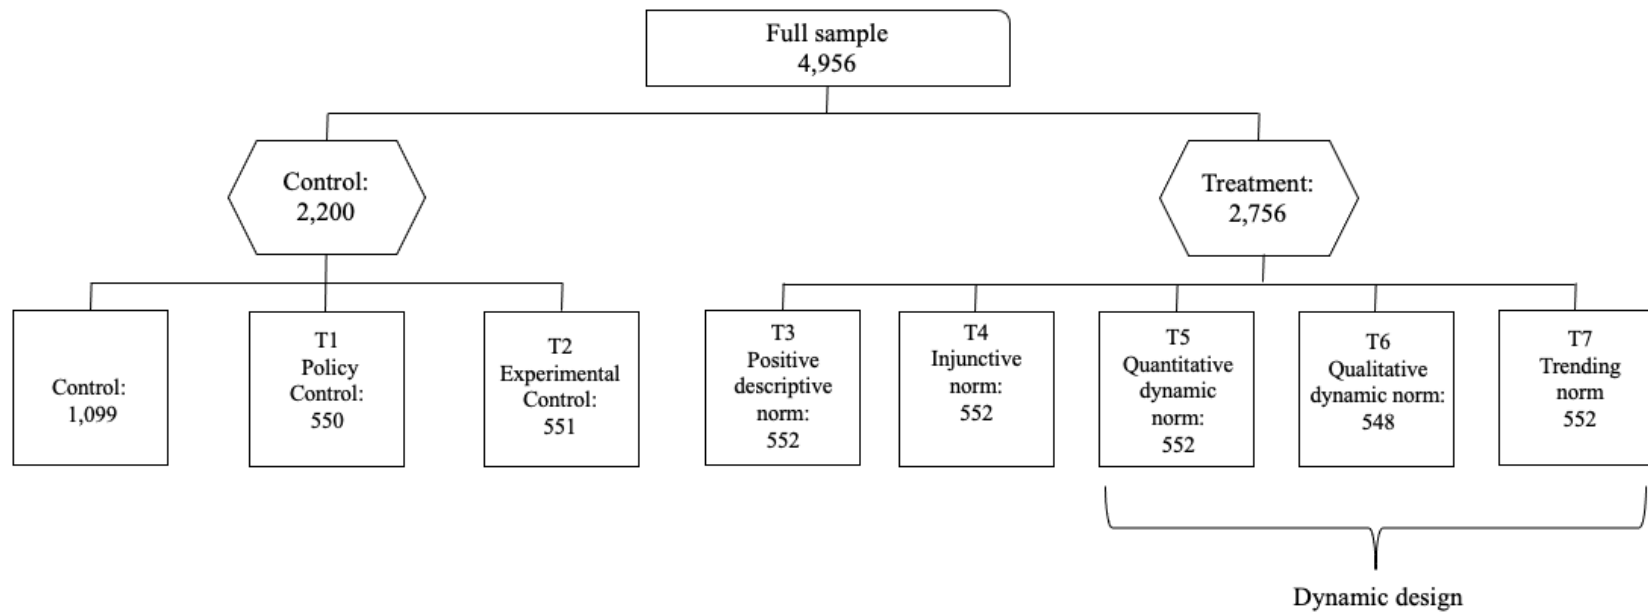 Full sample
4,956
Control:
2,200
Treatment:
2,756
Control:
1,099
T1
Policy
Control:
550
T2
Experimental
Control:
551
T3
Positive
descriptive
norm:
552
T4
Injunctive
norm:
552
T5
Quantitative
dynamic
norm:
552
T6
Qualitative
dynamic norm:
548
T7
Trending
norm
552
Dynamic design